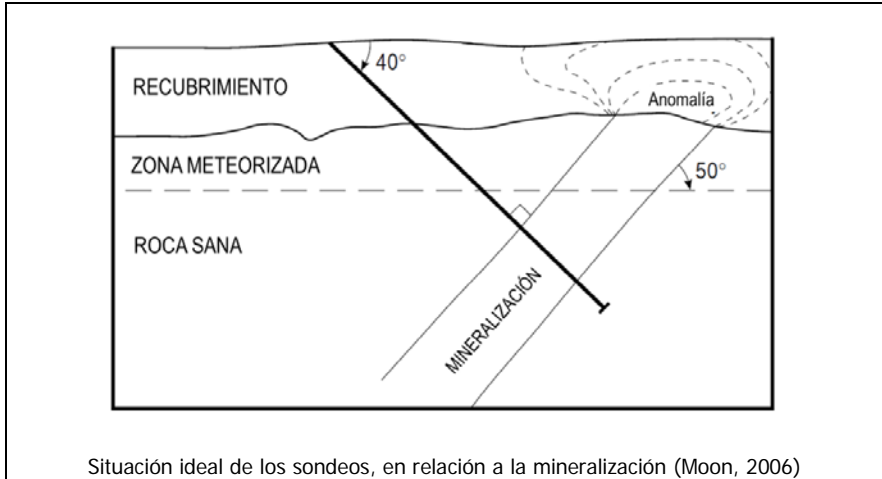 40°
RECUBRIMIENTO
Anomalía
ZONA METEORIZADA
50°
ROCA SANA
MINERALIZACIÓN
Situación ideal de los sondeos, en relación a la mineralización (Moon, 2006)